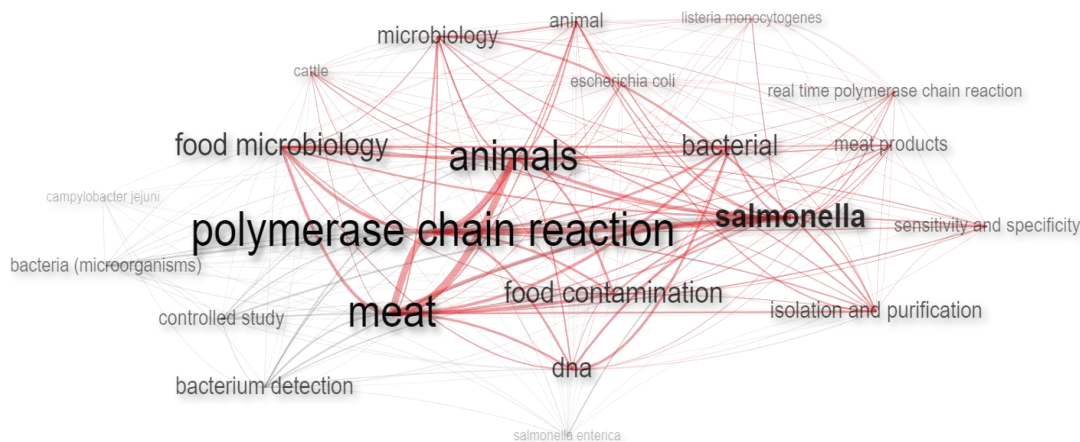 listeria monocytogenes
animal
microbiology
cattle
escherichia coli
real time polymerase chain reaction
food microbiology
animals
bacterial
meat products
campylobacter jejuni
polymerase chain reaction
salmonella
sensitivity and specificity
bacteria (microorganisms)
food contamination
meat
isolation and purification
controlled study
dna
bacterium detection
salmonella enterica